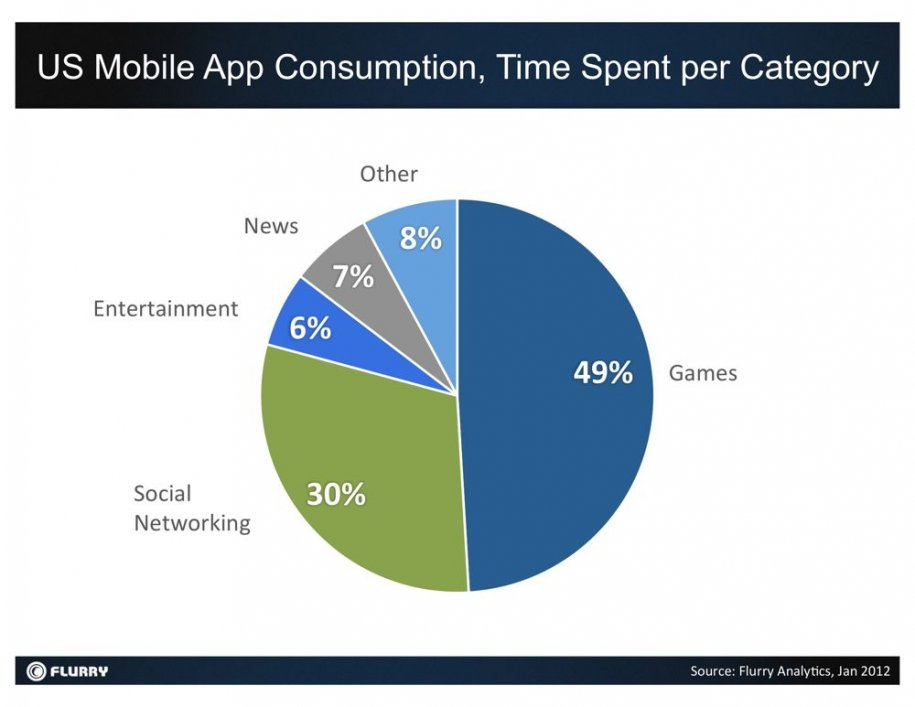 US Mobile App Consumption, Time Spent per Category
Other
News
8%
7%
Entertainment
6%
49%
Games
Social
Networking
30%
FLURRY
Source: Flurry Analytics, Jan 2012